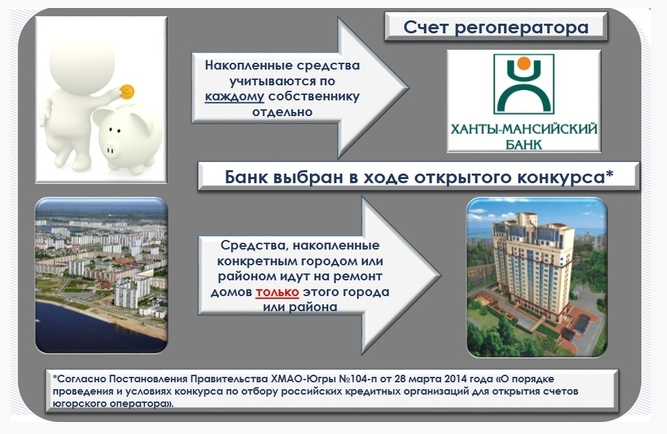 Счет регоператора
Накопленные средства
учитываются по
каждому собственнику
отдельно
ХАНТЫ-МАНСИЙСКИЙ
БАНК
Банк выбран в ходе открытого конкурса*
Средства, накопленные
конкретным городом или
районом идут на ремонт
домов только этого города
или района
*Согласно Постановления Правительства ХМАО-Югры №104-п от 28 марта 2014 года «О порядке
проведения и условиях конкурса по отбору российских кредитных организаций для открытия счетов
югорского оператора».